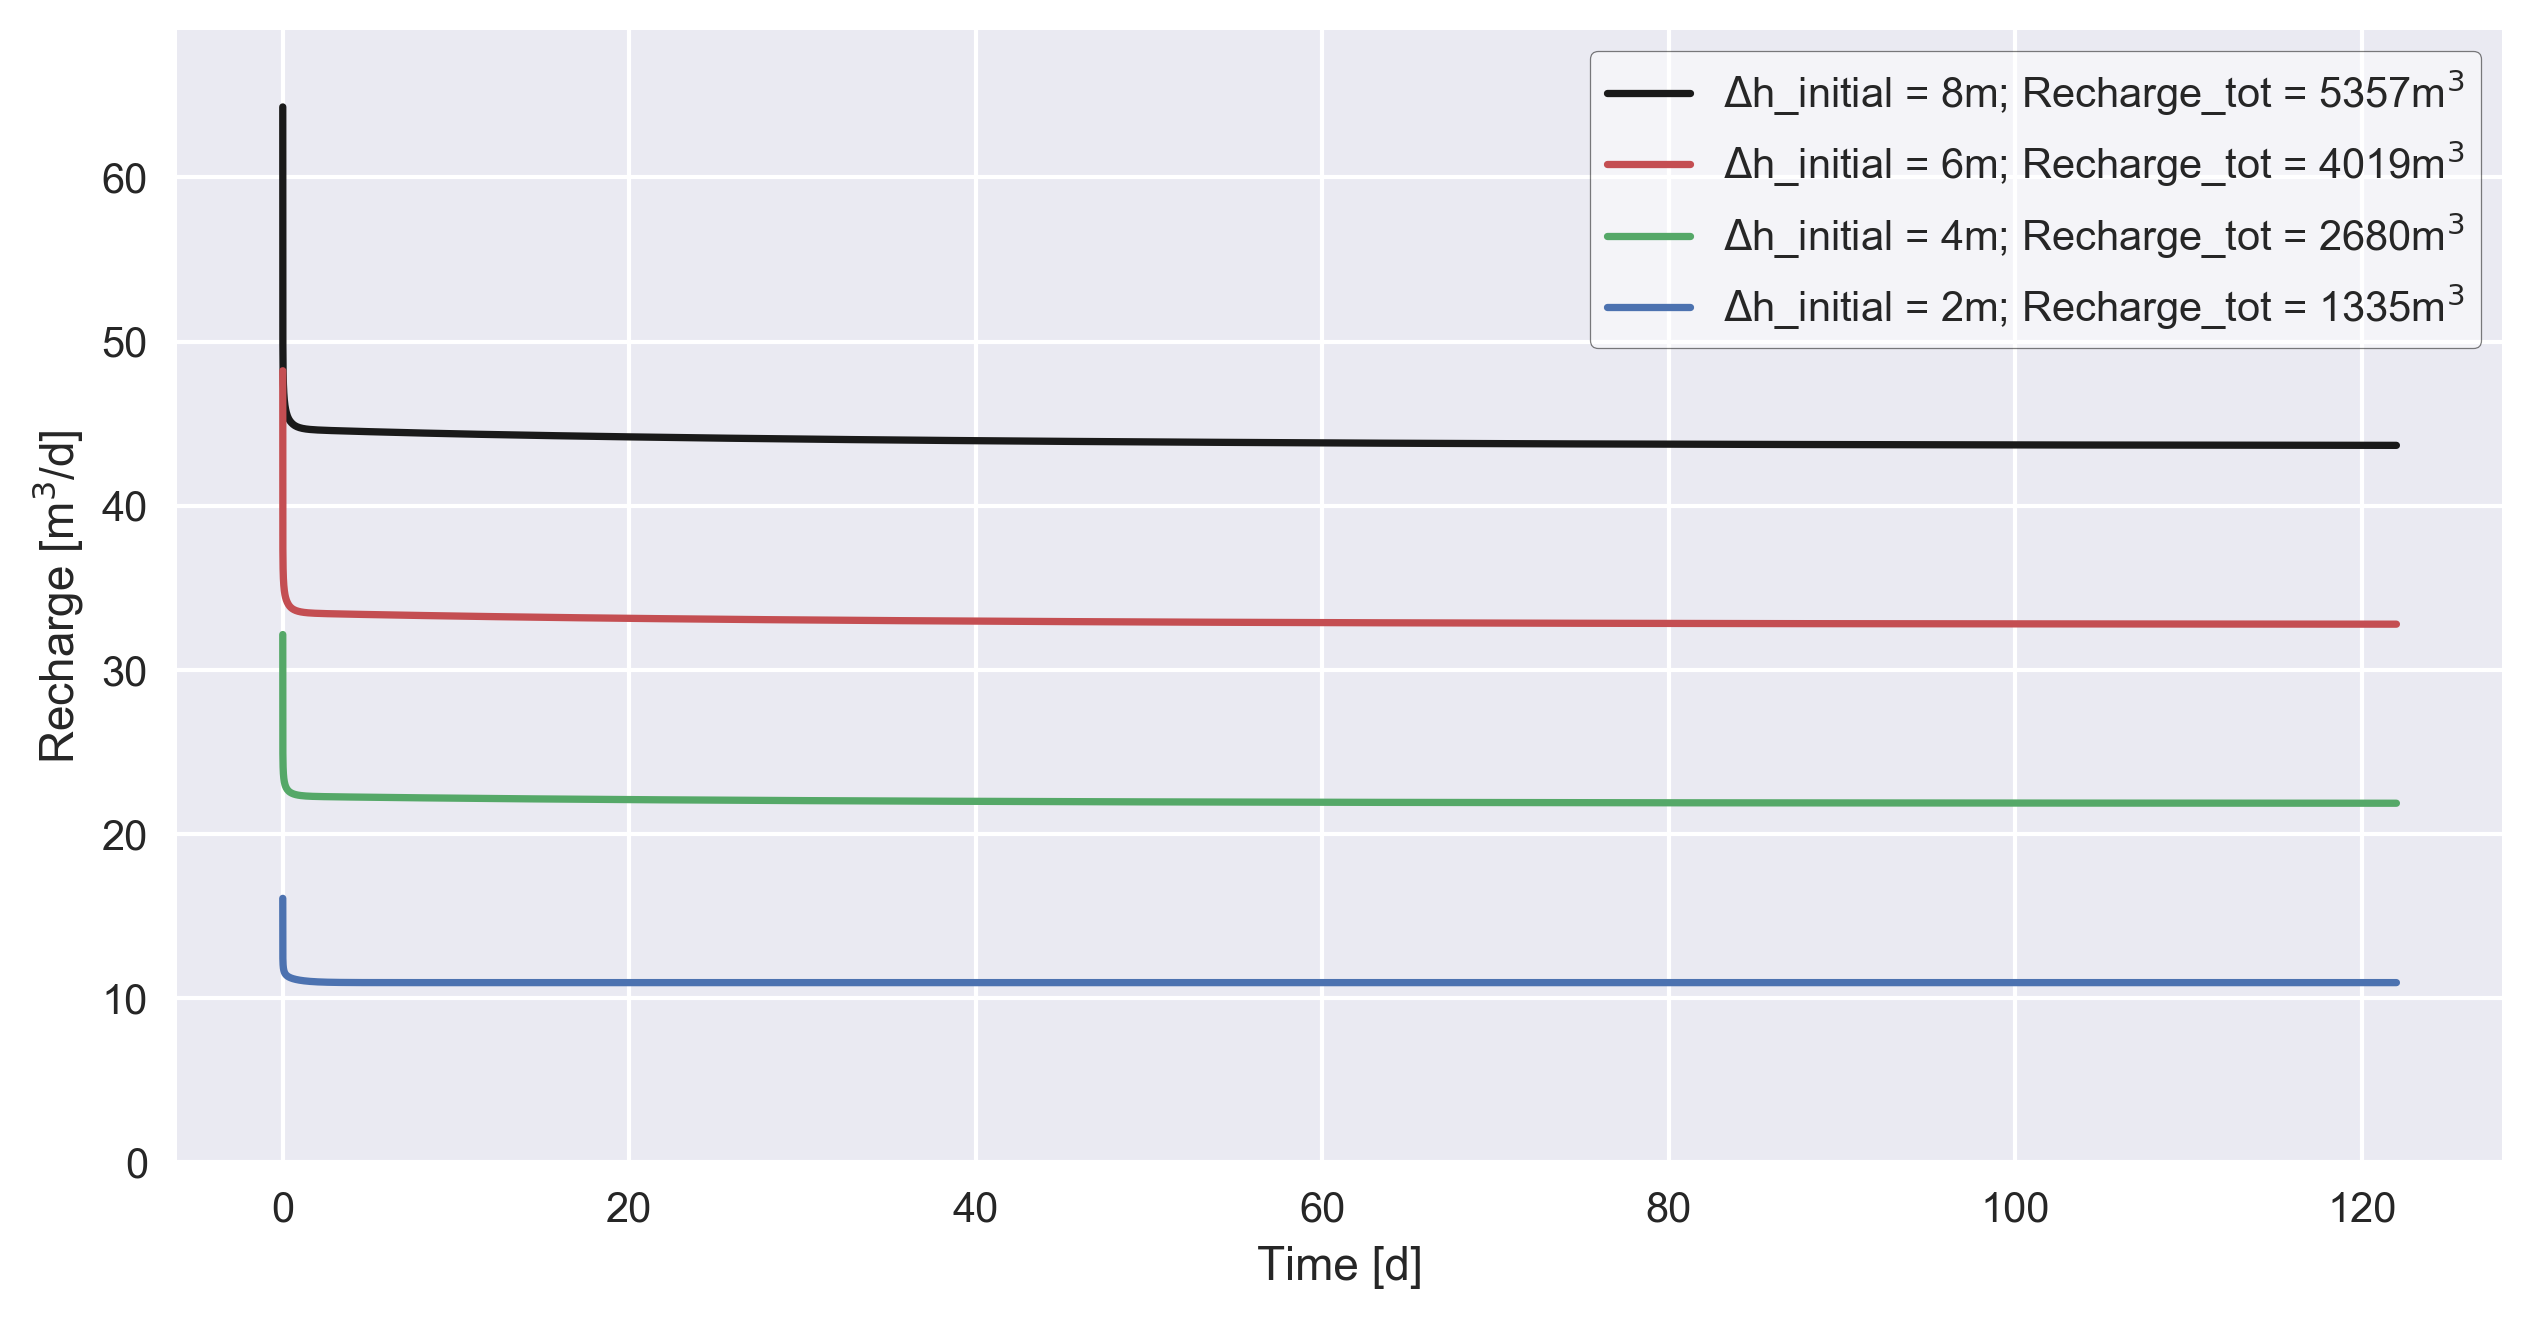 Δh_initial = 8m; Recharge_tot = 5357m³
Δh_initial = 6m; Recharge_tot = 4019m³
Δh_initial = 4m; Recharge_tot = 2680m³
Δh_initial = 2m; Recharge_tot = 1335m³
Recharge [m³/d]
60
50
40
30
20
10
0
0 20 40 60 80 100 120
Time [d]